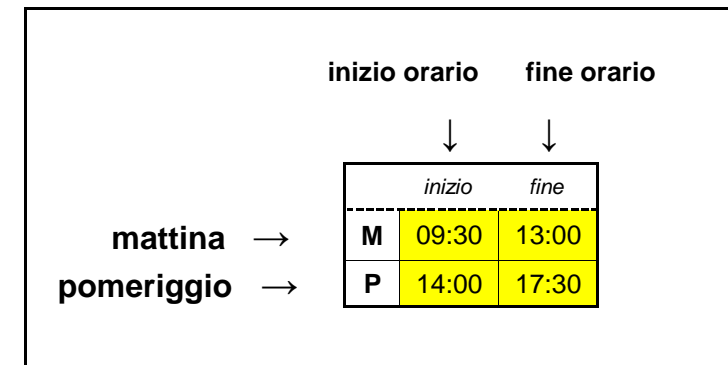 inizio orario fine orario
↓ ↓
inizio fine
mattina → M 09:30 13:00
pomeriggio → P 14:00 17:30